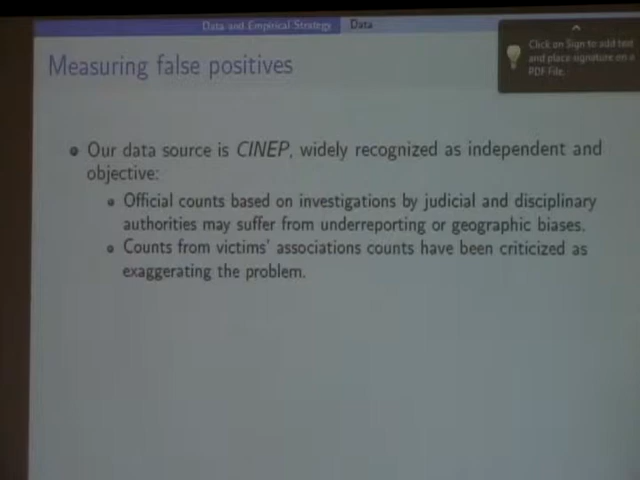 Data and Empirical Strategy Data
Click on Sign to add text
and place signature on a
PDF File.
Measuring false positives
Our data source is CINEP, widely recognized as independent and
objective:
Official counts based on investigations by judicial and disciplinary
authorities may suffer from underreporting or geographic biases.
Counts from victims' associations counts have been criticized as
exaggerating the problem.